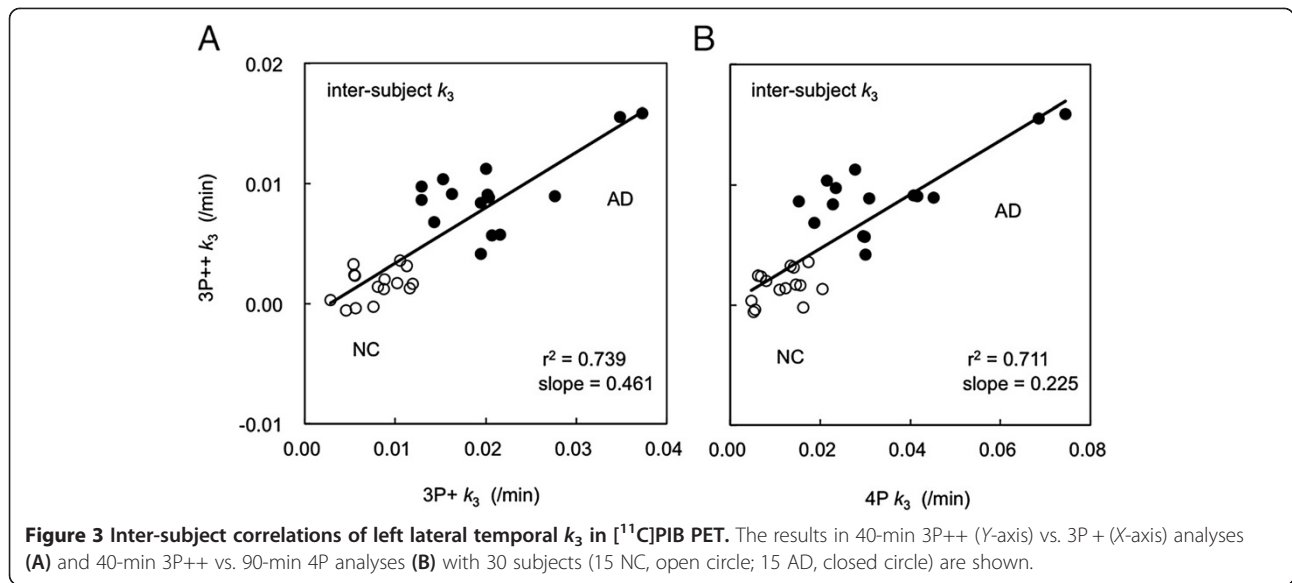 A
B
0.02
0.01
0.00
-0.01
3P++ k3 (/min)
inter-subject k3
AD
NC
r² = 0.739
slope = 0.461
0.00 0.01 0.02 0.03 0.04
3P+ k3 (/min)
inter-subject k3
AD
NC
r² = 0.711
slope = 0.225
0.00 0.02 0.04 0.06 0.08
4P k3 (/min)
Figure 3 Inter-subject correlations of left lateral temporal k3 in [¹¹C]PIB PET. The results in 40-min 3P++ (Y-axis) vs. 3P + (X-axis) analyses
(A) and 40-min 3P++ vs. 90-min 4P analyses (B) with 30 subjects (15 NC, open circle; 15 AD, closed circle) are shown.